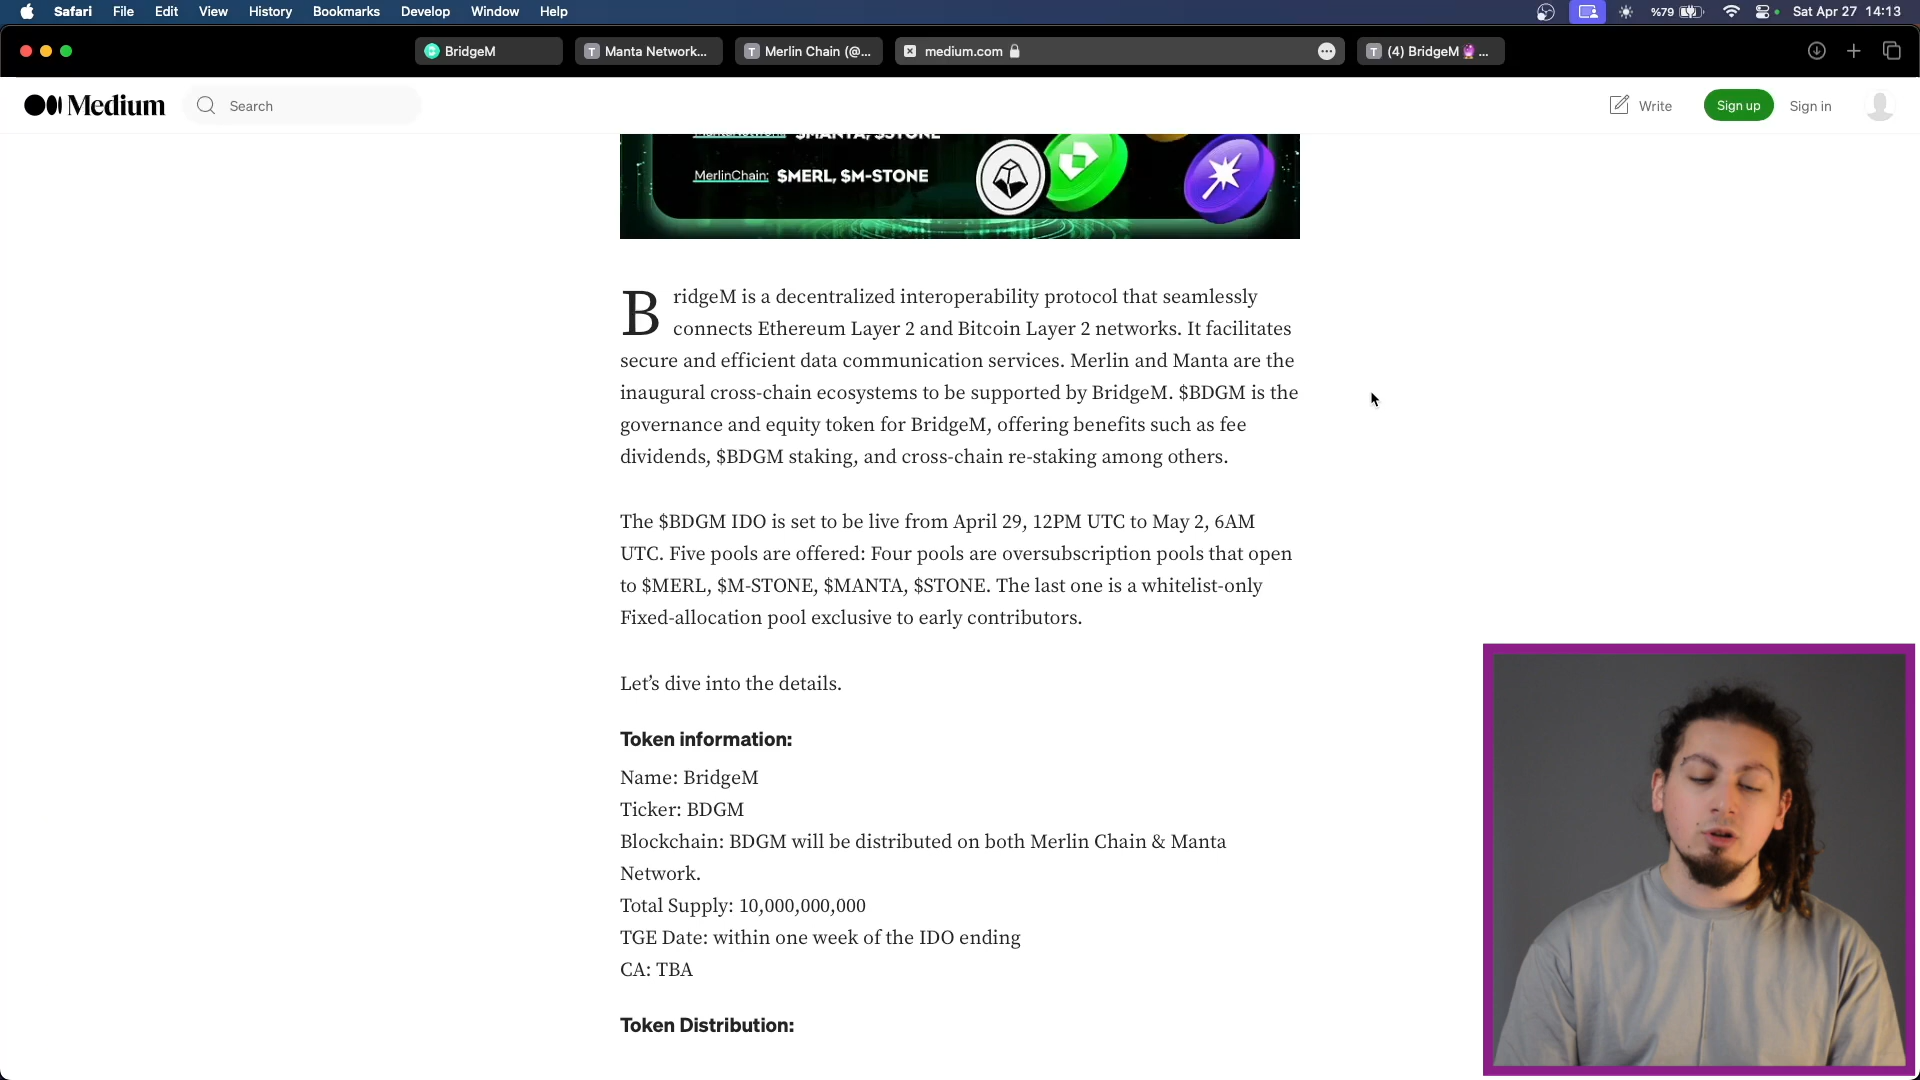 Safari File Edit View History Bookmarks Develop Window Help %79 Sat Apr 27 14:13
BridgeM T Manta Network... T Merlin Chain (@... medium.com T (4) BridgeM 🔮 ...
Medium Search Write Sign up Sign in
$MANTA, $STONE
MerlinChain: $MERL, $M-STONE
BridgeM is a decentralized interoperability protocol that seamlessly
connects Ethereum Layer 2 and Bitcoin Layer 2 networks. It facilitates
secure and efficient data communication services. Merlin and Manta are the
inaugural cross-chain ecosystems to be supported by BridgeM. $BDGM is the
governance and equity token for BridgeM, offering benefits such as fee
dividends, $BDGM staking, and cross-chain re-staking among others.
The $BDGM IDO is set to be live from April 29, 12PM UTC to May 2, 6AM
UTC. Five pools are offered: Four pools are oversubscription pools that open
to $MERL, $M-STONE, $MANTA, $STONE. The last one is a whitelist-only
Fixed-allocation pool exclusive to early contributors.
Let’s dive into the details.
Token information:
Name: BridgeM
Ticker: BDGM
Blockchain: BDGM will be distributed on both Merlin Chain & Manta
Network.
Total Supply: 10,000,000,000
TGE Date: within one week of the IDO ending
CA: TBA
Token Distribution: